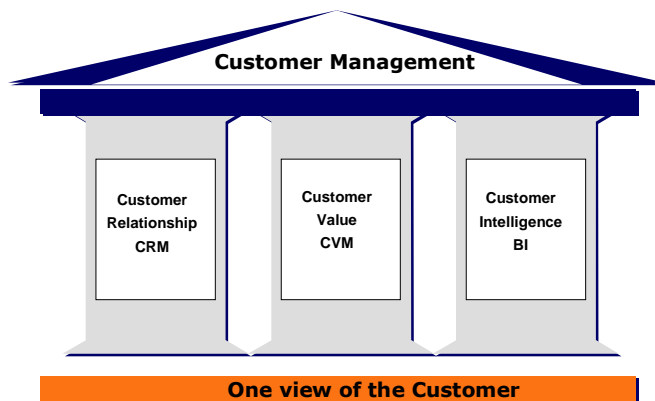 Customer Management
Customer
Relationship
CRM
Customer
Value
CVM
Customer
Intelligence
BI
One view of the Customer